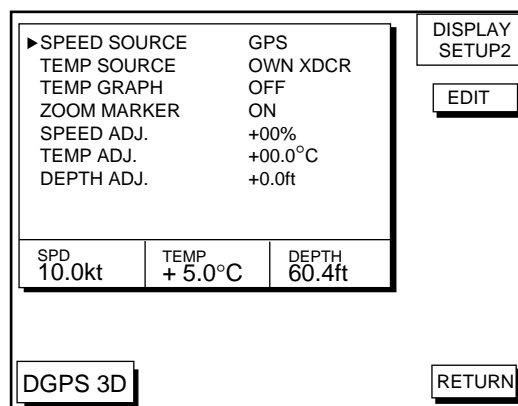 DISPLAY
SETUP2
▶SPEED SOURCE GPS
TEMP SOURCE OWN XDCR
TEMP GRAPH OFF
ZOOM MARKER ON
SPEED ADJ. +00%
TEMP ADJ. +00.0°C
DEPTH ADJ. +0.0ft
EDIT
SPD TEMP DEPTH
10.0kt + 5.0°C 60.4ft
DGPS 3D RETURN